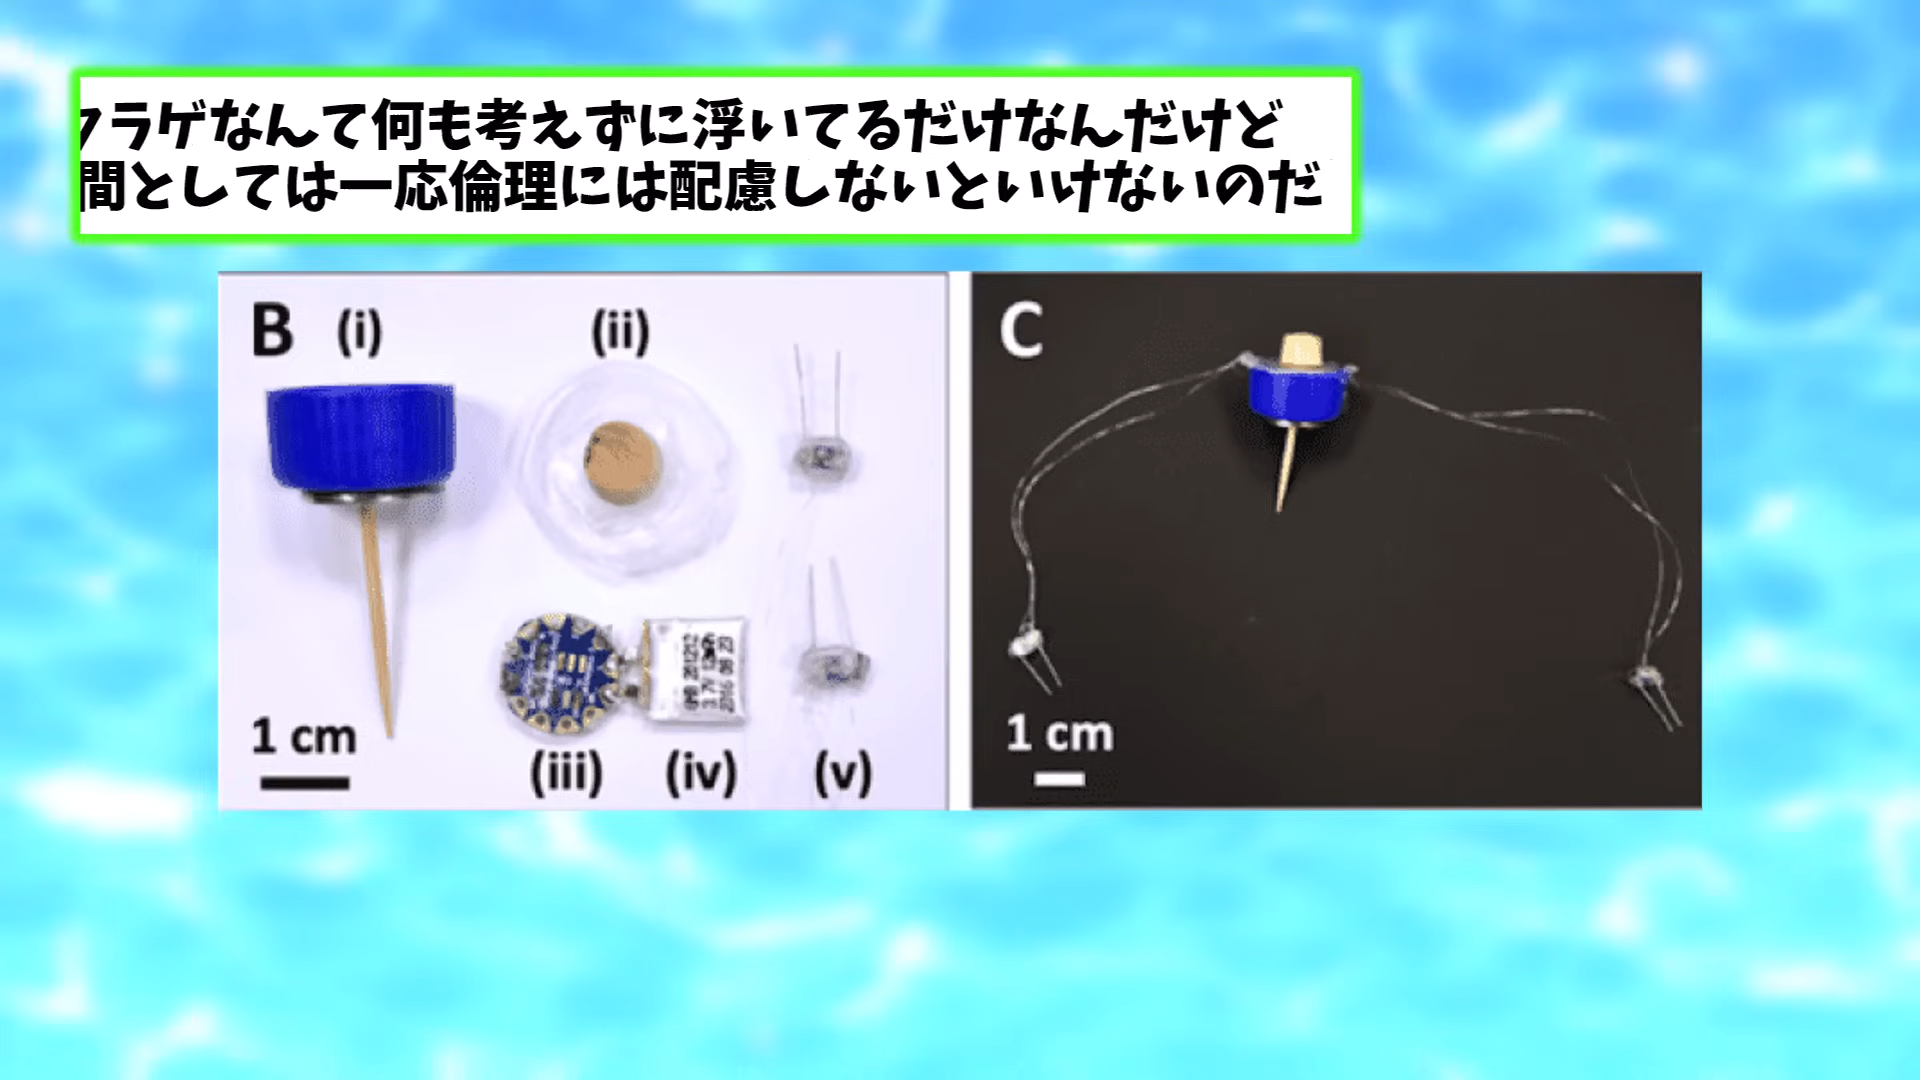 クラゲなんて何も考えずに浮いてるだけなんだけど
間としては一応倫理には配慮しないといけないのだ
B
(i)
(ii)
(iii)
(iv)
(v)
1 cm
C
1 cm